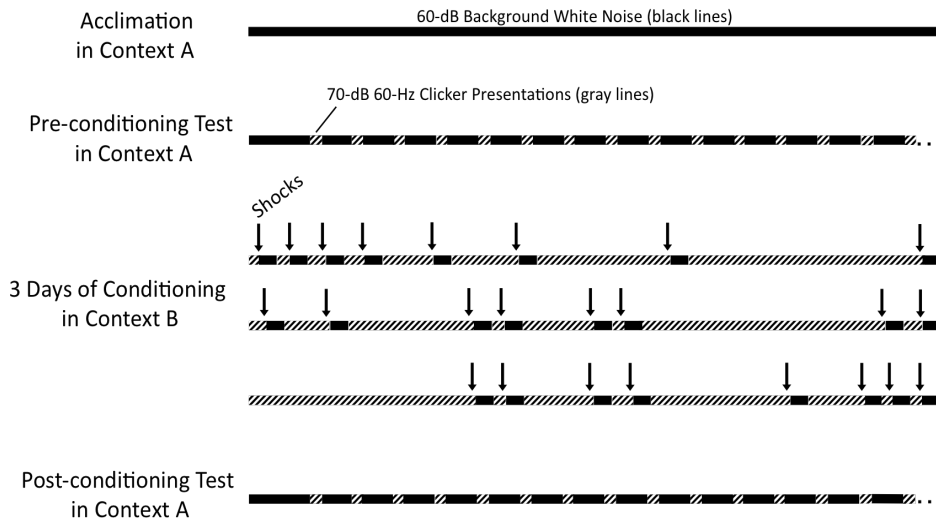 Acclimation
in Context A
60-dB Background White Noise (black lines)
70-dB 60-Hz Clicker Presentations (gray lines)
Pre-conditioning Test
in Context A
. .
Shocks
3 Days of Conditioning
in Context B
Post-conditioning Test
in Context A
. .